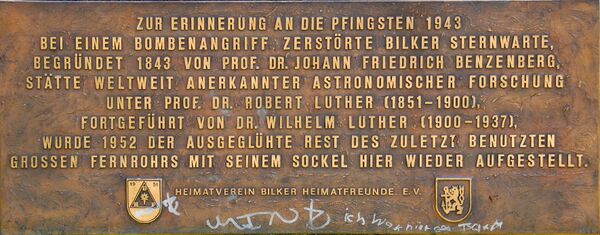 ZUR ERINNERUNG AN DIE PFINGSTEN 1943
BEI EINEM BOMBENANGRIFF ZERSTÖRTE BILKER STERNWARTE,
BEGRÜNDET 1843 VON PROF. DR. JOHANN FRIEDRICH BENZENBERG,
STÄTTE WELTWEIT ANERKANNTER ASTRONOMISCHER FORSCHUNG
UNTER PROF. DR. ROBERT LUTHER (1851–1900),
FORTGEFÜHRT VON DR. WILHELM LUTHER (1900–1937),
WURDE 1952 DER AUSGEGLÜHTE REST DES ZULETZT BENUTZTEN
GROSSEN FERNROHRS MIT SEINEM SOCKEL HIER WIEDER AUFGESTELLT.
HEIMATVEREIN BILKER HEIMATFREUNDE E.V.
ich war hier